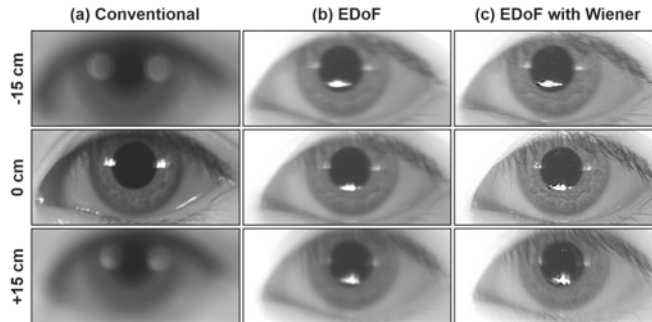 (a) Conventional (b) EDoF (c) EDoF with Wiener
-15 cm
0 cm
+15 cm